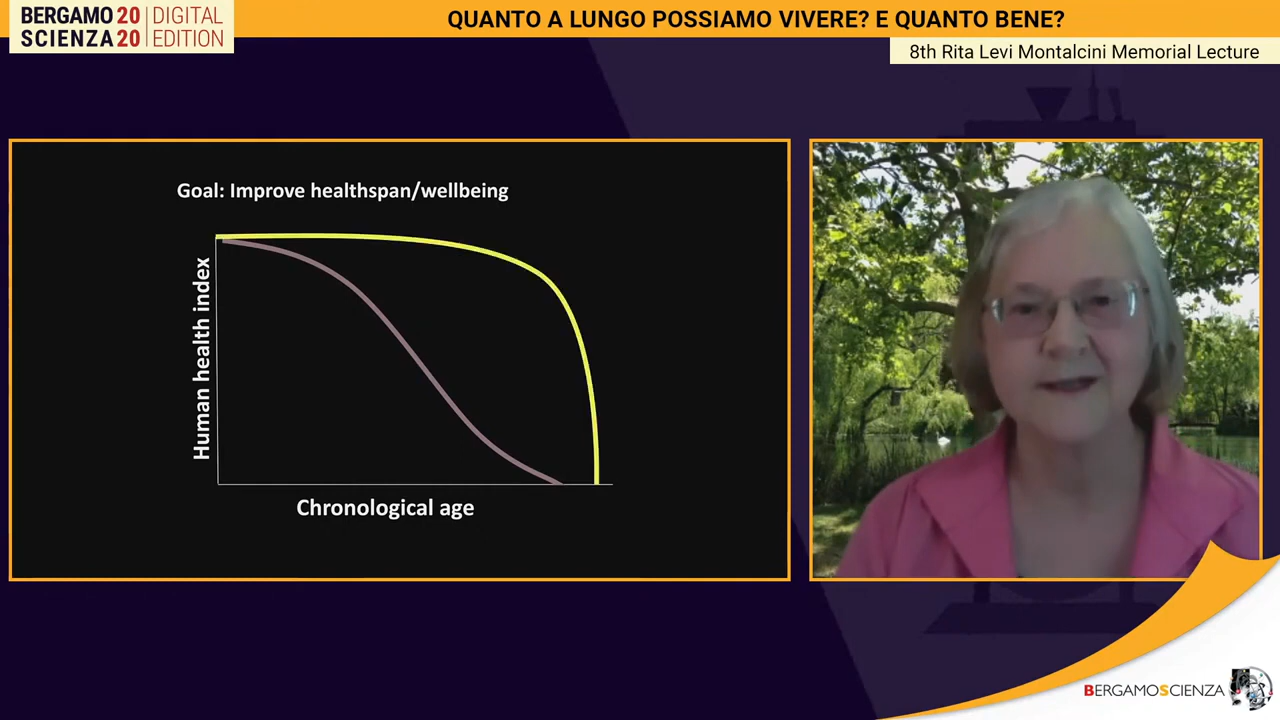 BERGAMO 20 DIGITAL
SCIENZA 20 EDITION
QUANTO A LUNGO POSSIAMO VIVERE? E QUANTO BENE?
8th Rita Levi Montalcini Memorial Lecture
Goal: Improve healthspan/wellbeing
Human health index
Chronological age
BERGAMOSCIENZA